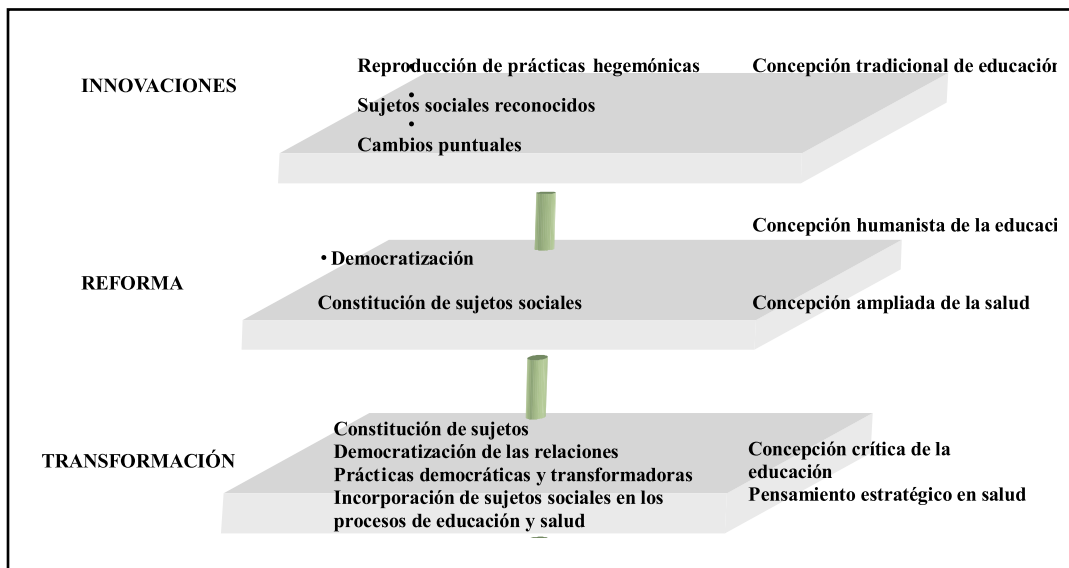 INNOVACIONES
• Reproducción de prácticas hegemónicas
• Sujetos sociales reconocidos
• Cambios puntuales
Concepción tradicional de educación
REFORMA
• Democratización
Constitución de sujetos sociales
Concepción humanista de la educaci
Concepción ampliada de la salud
TRANSFORMACIÓN
Constitución de sujetos
Democratización de las relaciones
Prácticas democráticas y transformadoras
Incorporación de sujetos sociales en los
procesos de educación y salud
Concepción crítica de la
educación
Pensamiento estratégico en salud